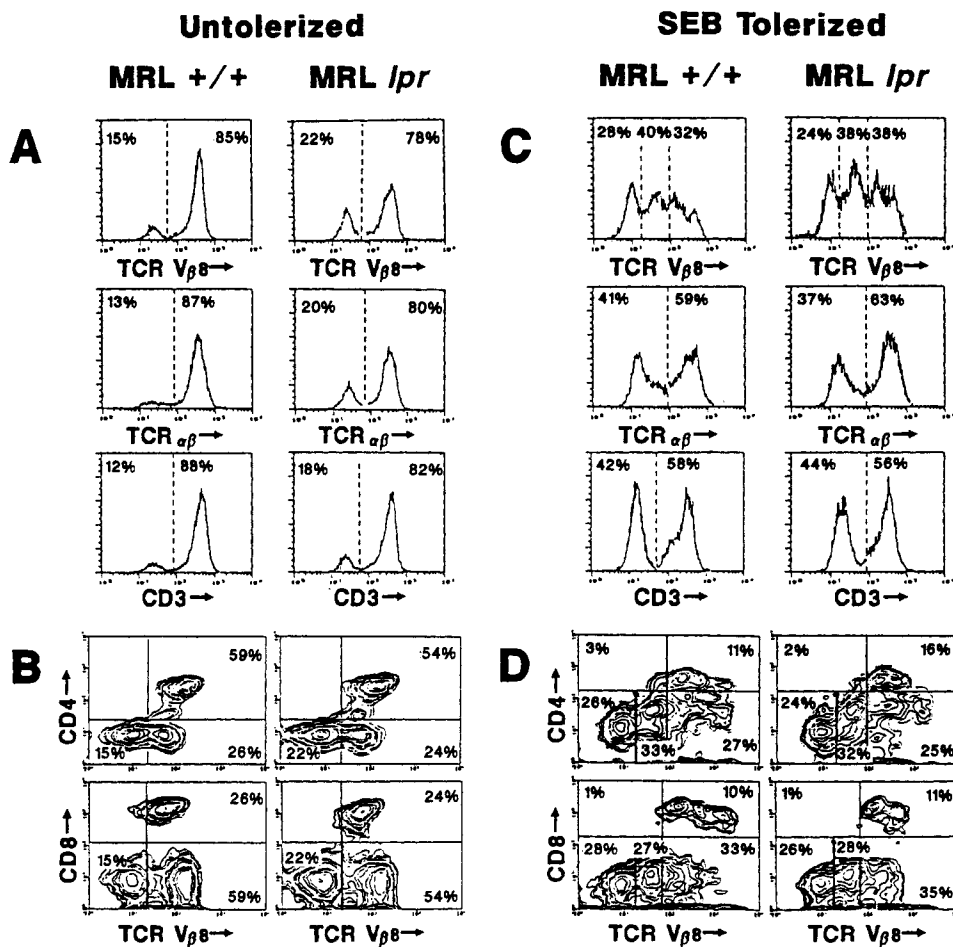 Untolerized
SEB Tolerized
MRL +/+
MRL lpr
MRL +/+
MRL lpr
A
15% 85%
TCR Vβ8→
22% 78%
TCR Vβ8→
13% 87%
TCR αβ→
20% 80%
TCR αβ→
12% 88%
CD3→
18% 82%
CD3→
C
28% 40% 32%
TCR Vβ8→
24% 38% 38%
TCR Vβ8→
41% 59%
TCR αβ→
37% 63%
TCR αβ→
42% 58%
CD3→
44% 56%
CD3→
B
CD4→
59%
15% 26%
54%
22% 24%
CD8→
26%
15%
59%
24%
22%
54%
TCR Vβ8→
TCR Vβ8→
D
CD4→
3% 11%
26%
33% 27%
2% 16%
24%
32% 25%
CD8→
1% 10%
28% 27% 33%
1% 11%
26% 28%
35%
TCR Vβ8→
TCR Vβ8→